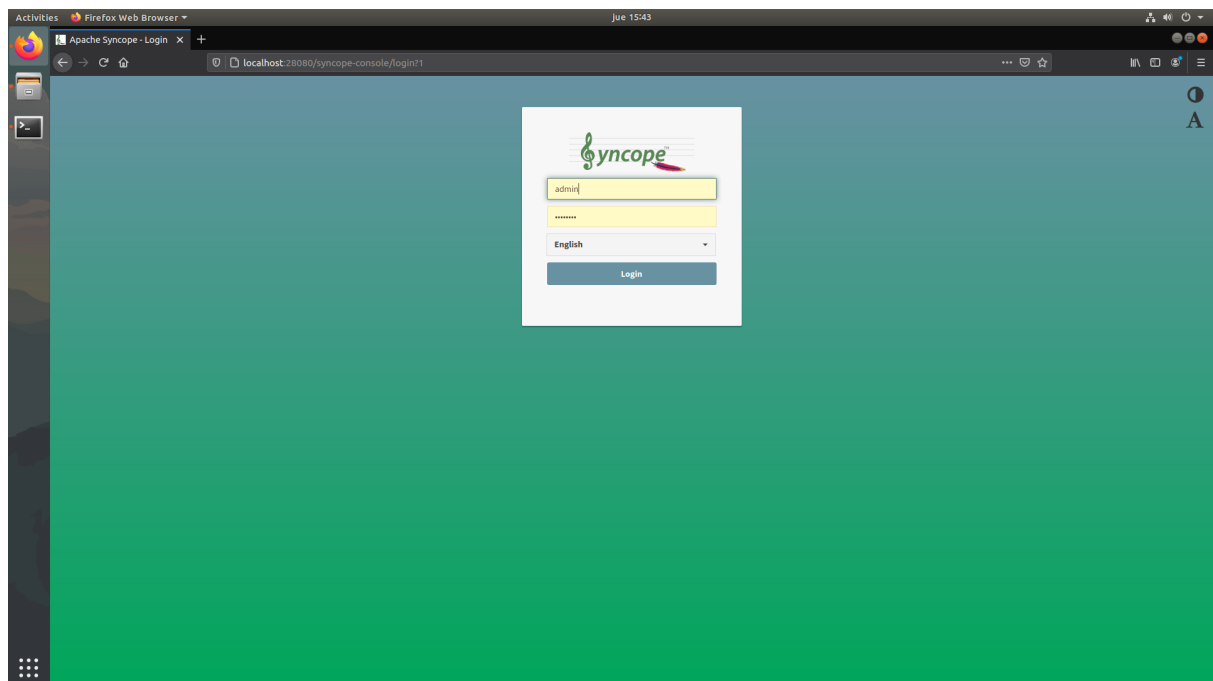 Activities Firefox Web Browser jue 15:43
Apache Syncope - Login
localhost:28080/syncope-console/login?1
A
Syncope™
admin
••••••••
English
Login